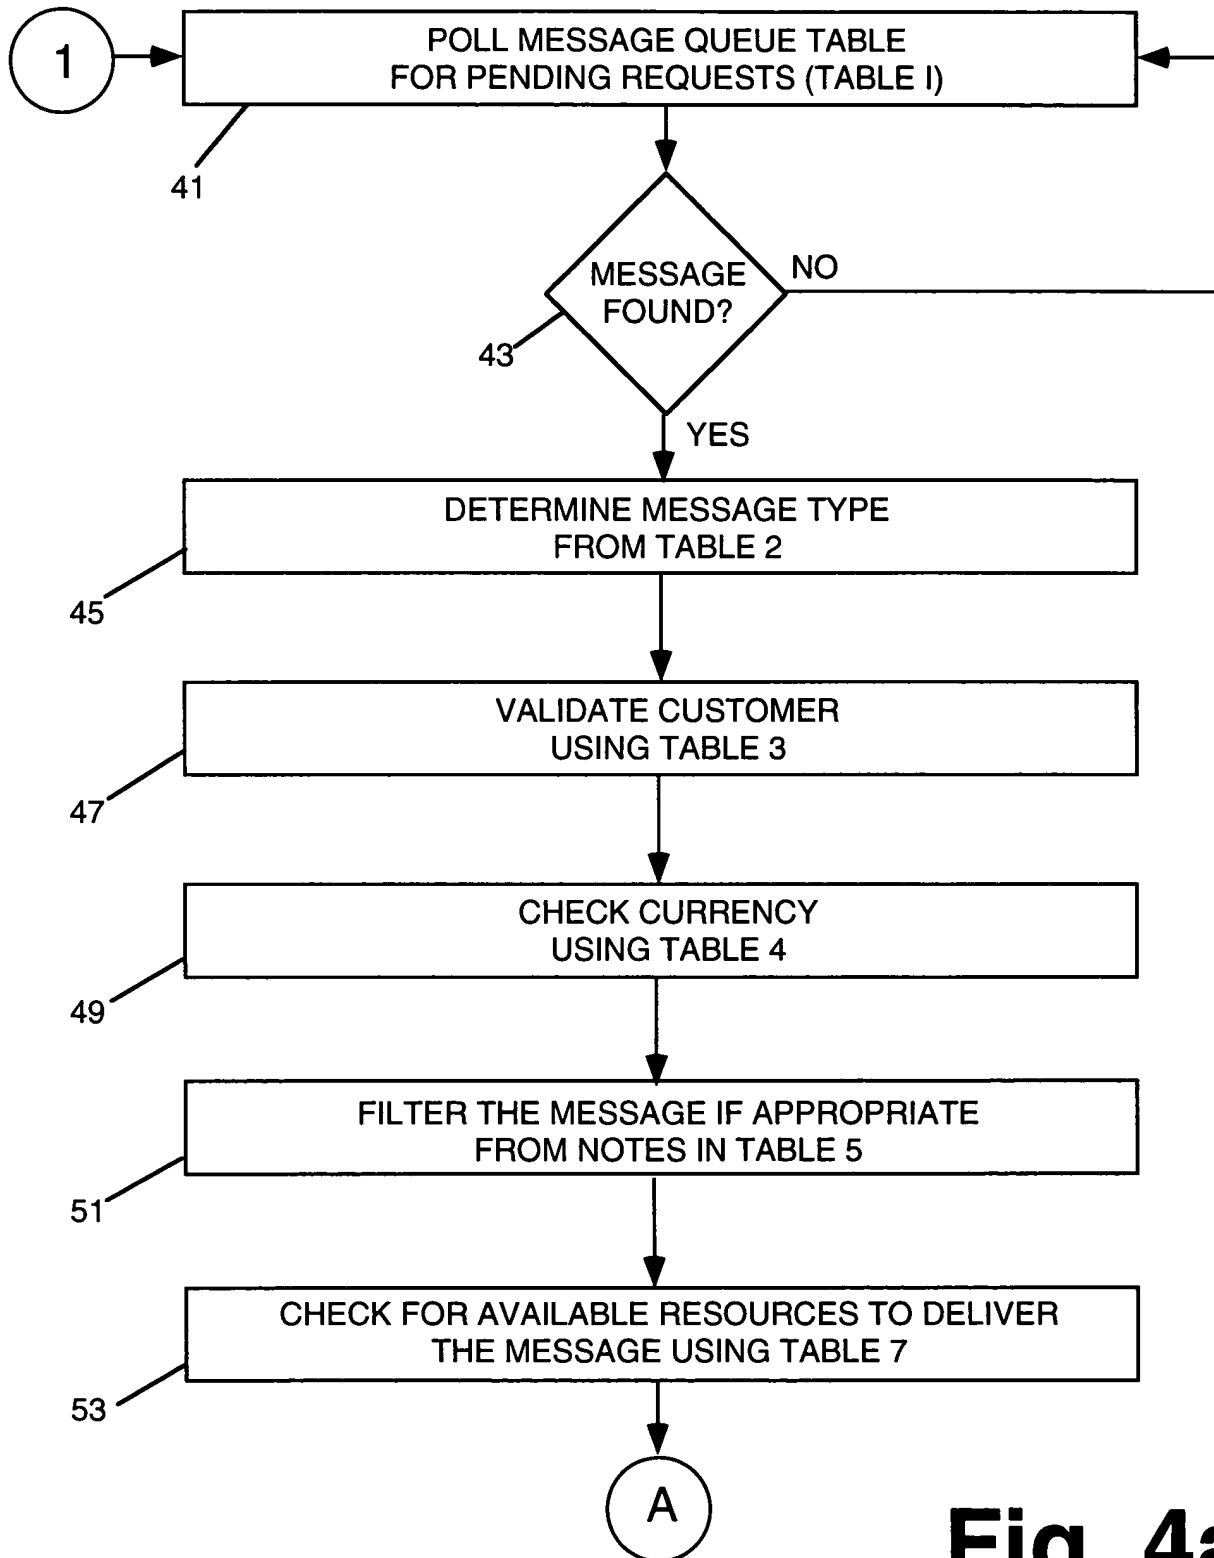 1
POLL MESSAGE QUEUE TABLE
FOR PENDING REQUESTS (TABLE I)
41
MESSAGE
FOUND?
NO
43
YES
DETERMINE MESSAGE TYPE
FROM TABLE 2
45
VALIDATE CUSTOMER
USING TABLE 3
47
CHECK CURRENCY
USING TABLE 4
49
FILTER THE MESSAGE IF APPROPRIATE
FROM NOTES IN TABLE 5
51
CHECK FOR AVAILABLE RESOURCES TO DELIVER
THE MESSAGE USING TABLE 7
53
A
Fig. 4a